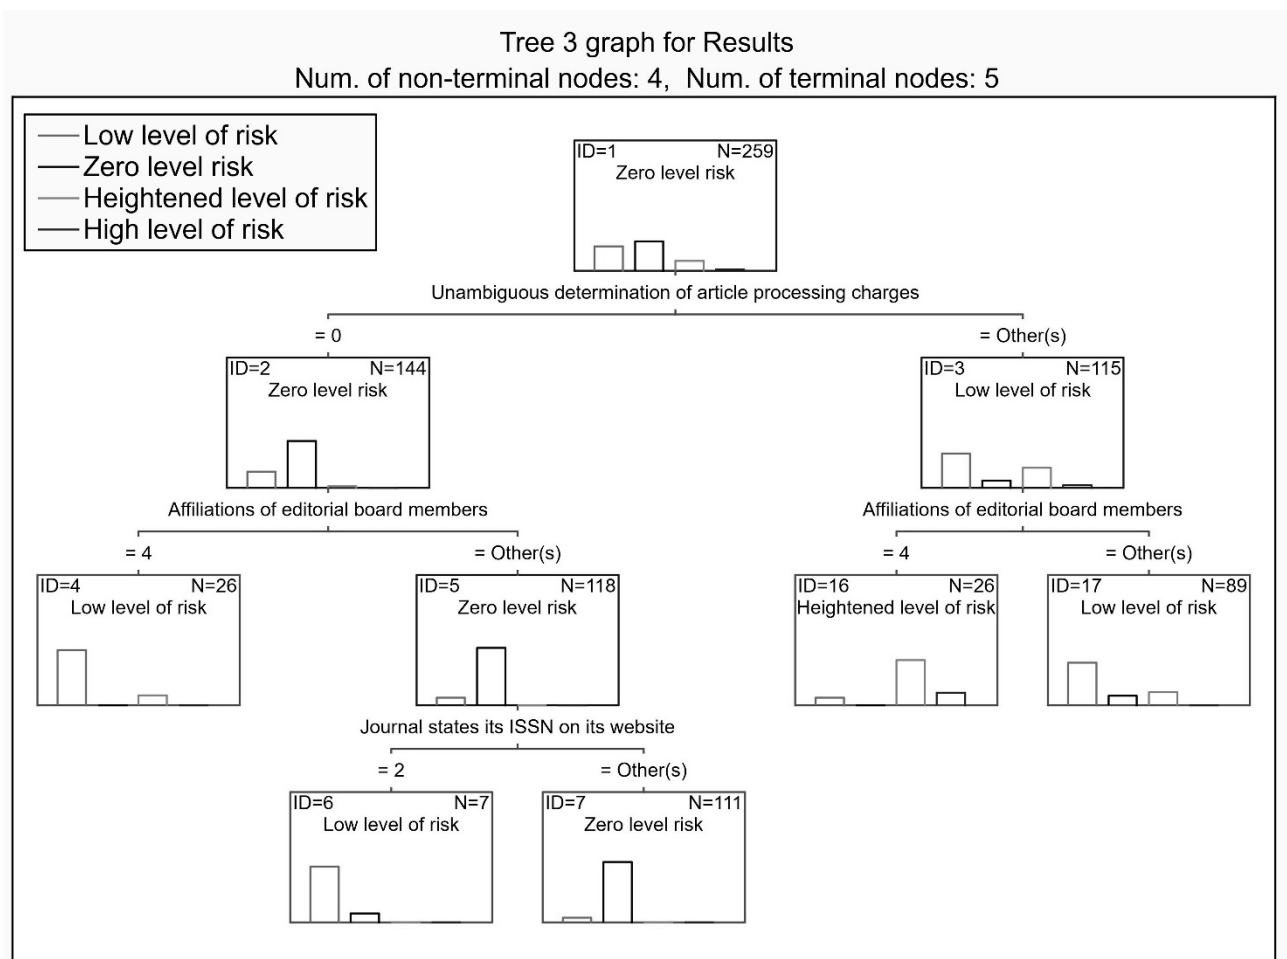 Tree 3 graph for Results
Num. of non-terminal nodes: 4,  Num. of terminal nodes: 5
Low level of risk
Zero level risk
Heightened level of risk
High level of risk
ID=1 N=259
Zero level risk
Unambiguous determination of article processing charges
= 0
= Other(s)
ID=2 N=144
Zero level risk
ID=3 N=115
Low level of risk
Affiliations of editorial board members
Affiliations of editorial board members
= 4
= Other(s)
= 4
= Other(s)
ID=4 N=26
Low level of risk
ID=5 N=118
Zero level risk
ID=16 N=26
Heightened level of risk
ID=17 N=89
Low level of risk
Journal states its ISSN on its website
= 2
= Other(s)
ID=6 N=7
Low level of risk
ID=7 N=111
Zero level risk